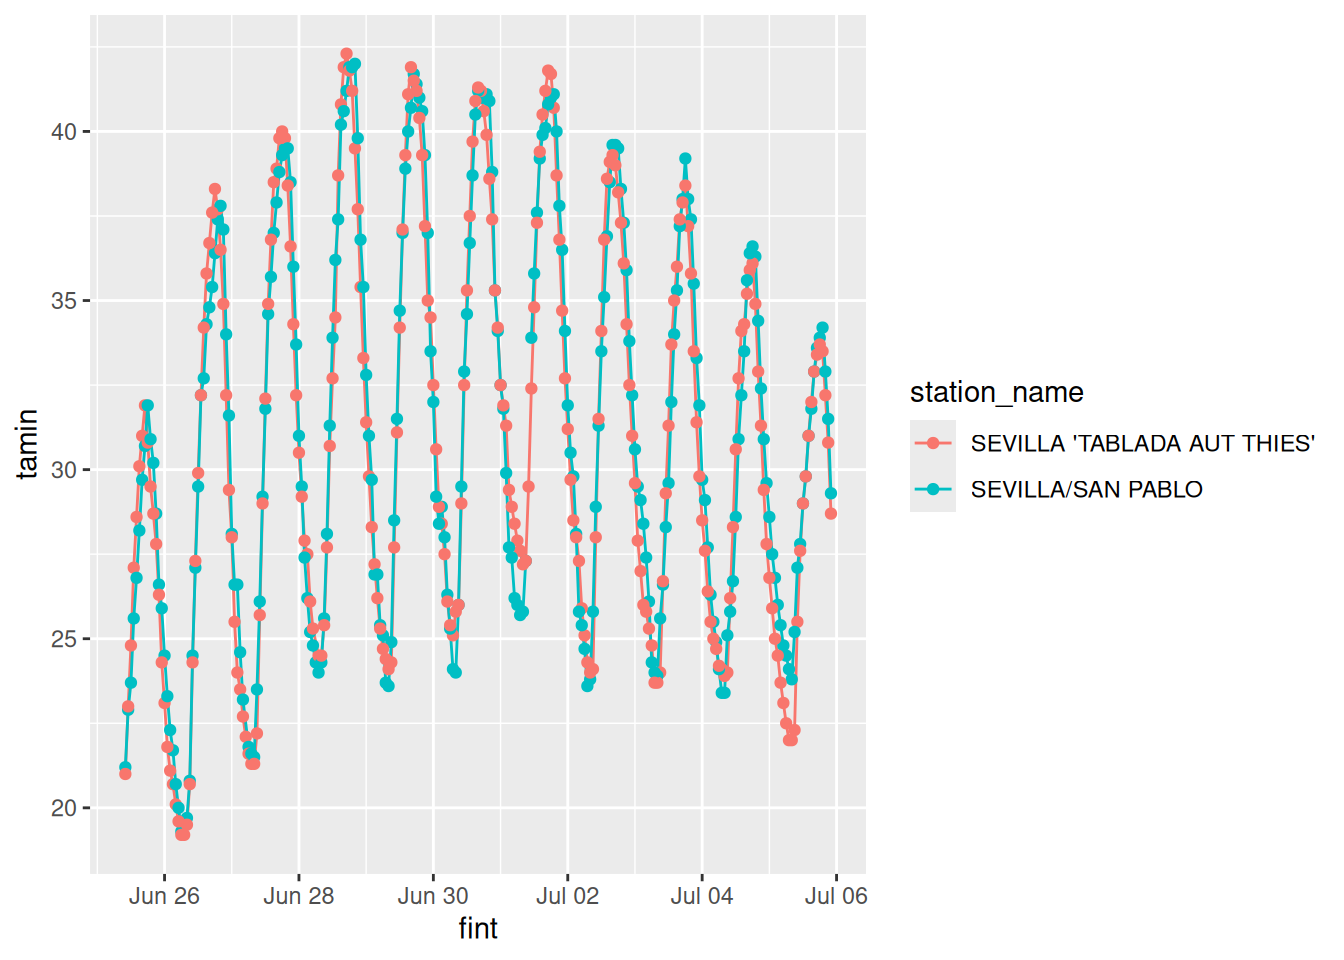 40
35
30
25
20
tamin
Jun 26
Jun 28
Jun 30
Jul 02
Jul 04
Jul 06
fint
station_name
SEVILLA 'TABLADA AUT THIES'
SEVILLA/SAN PABLO